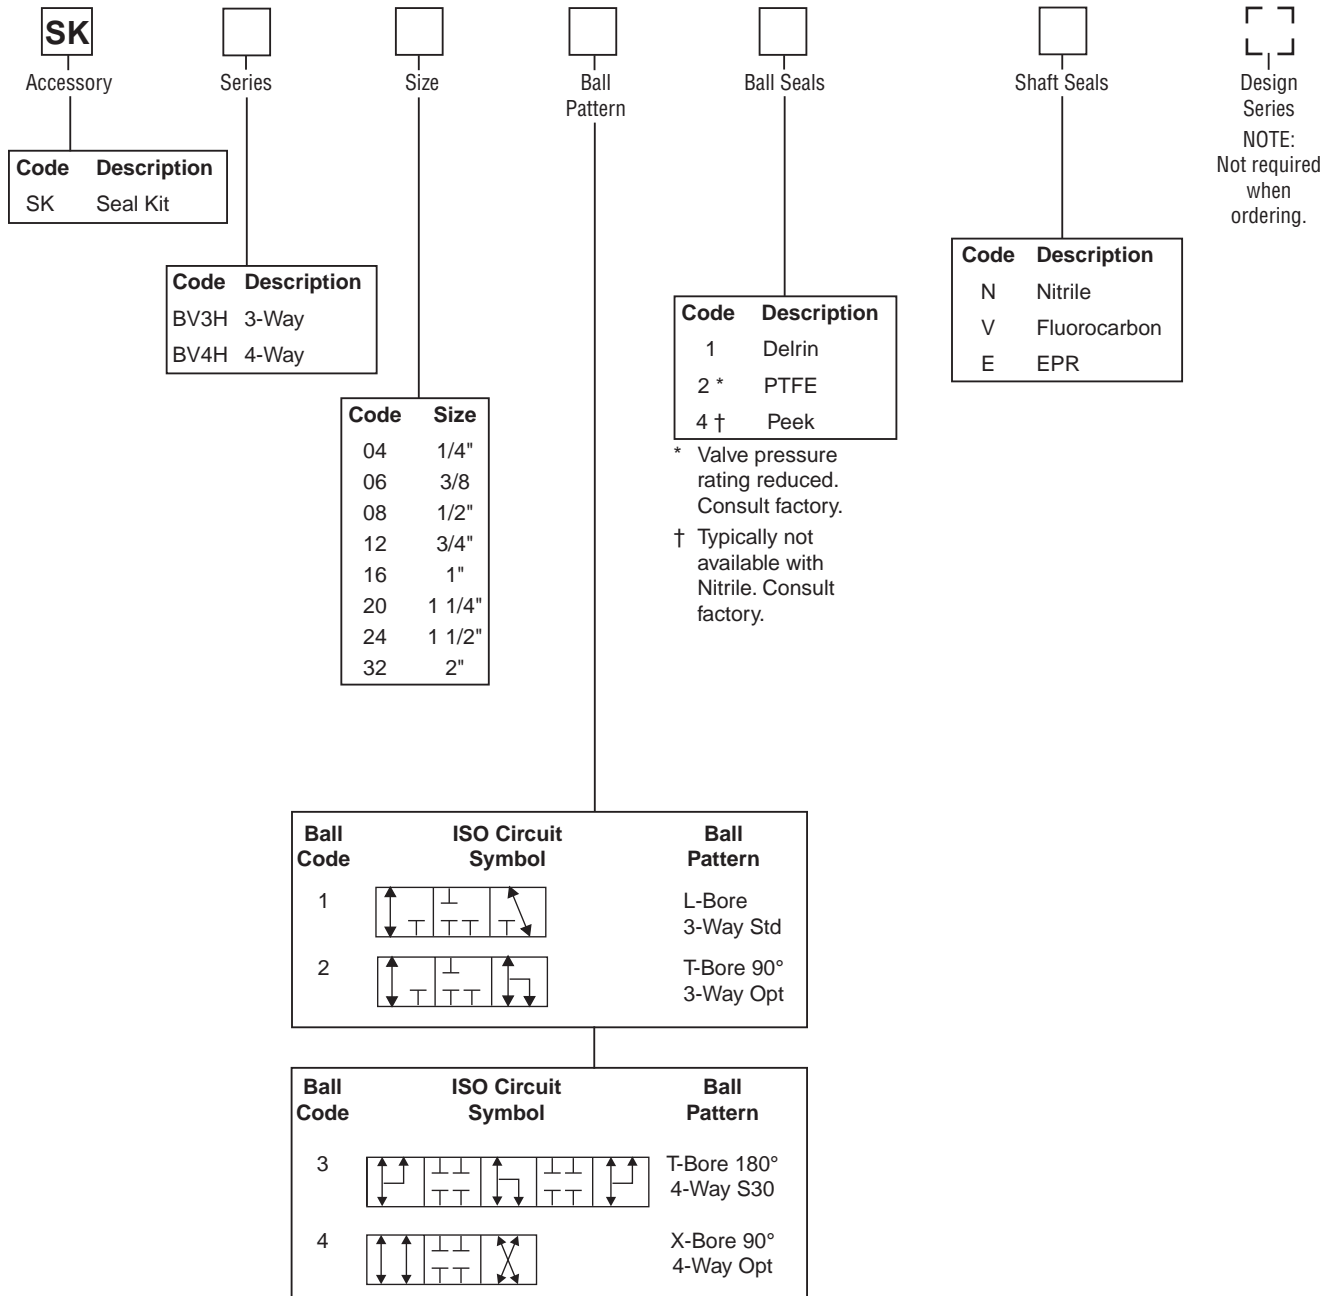 SK
Accessory
Series
Size
Ball
Pattern
Ball Seals
Shaft Seals
Design
Series
NOTE:
Not required
when
ordering.
Code Description
SK Seal Kit
Code Description
BV3H 3-Way
BV4H 4-Way
Code Size
04 1/4"
06 3/8
08 1/2"
12 3/4"
16 1"
20 1 1/4"
24 1 1/2"
32 2"
Code Description
1 Delrin
2 * PTFE
4 † Peek
* Valve pressure
rating reduced.
Consult factory.
† Typically not
available with
Nitrile. Consult
factory.
Code Description
N Nitrile
V Fluorocarbon
E EPR
Ball ISO Circuit Ball
Code Symbol Pattern
1 L-Bore
3-Way Std
2 T-Bore 90°
3-Way Opt
Ball ISO Circuit Ball
Code Symbol Pattern
3 T-Bore 180°
4-Way S30
4 X-Bore 90°
4-Way Opt